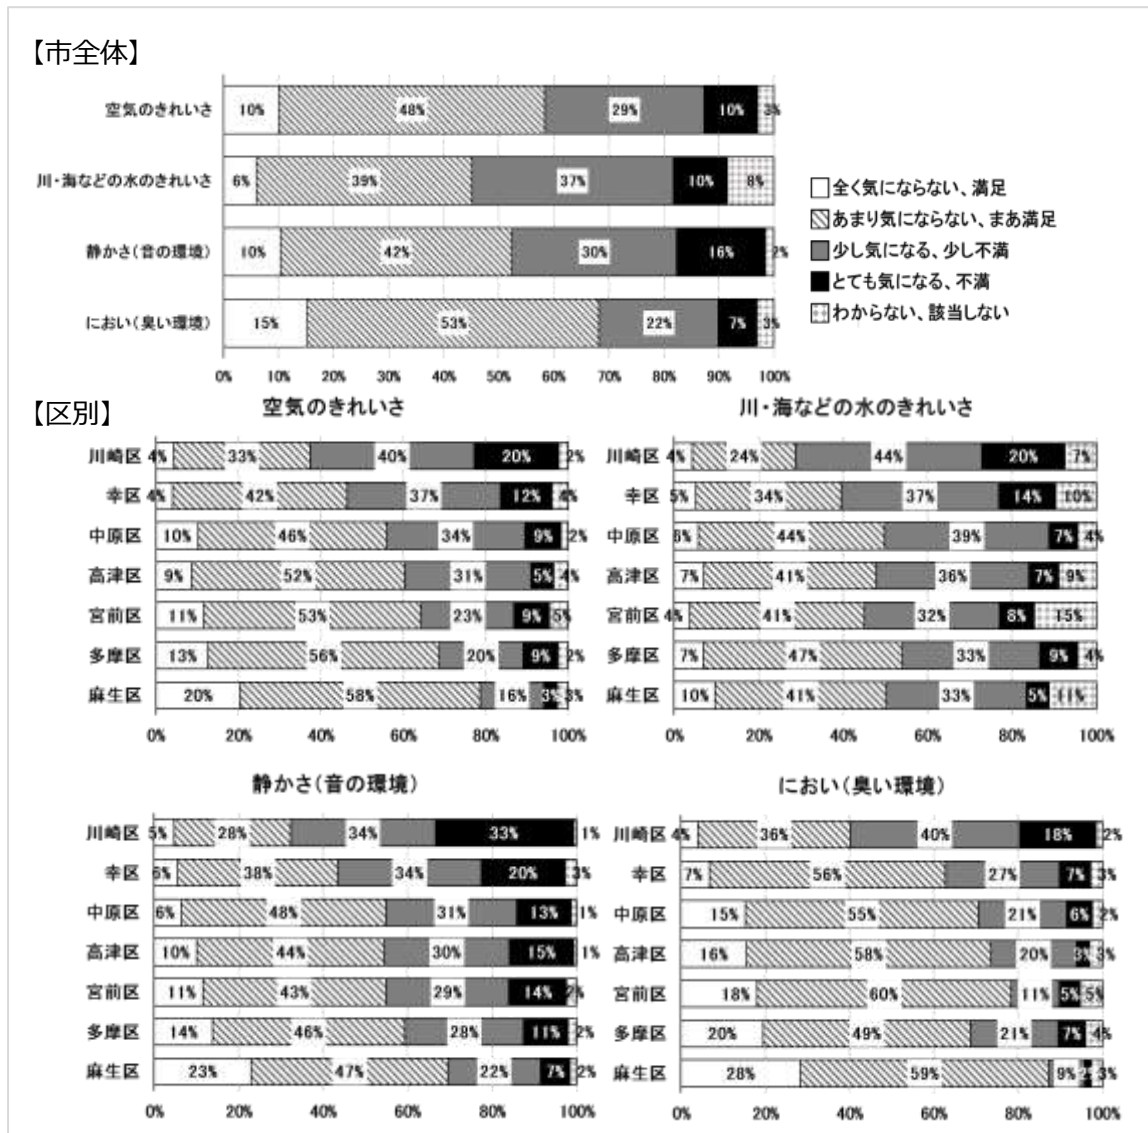 【市全体】
空気のきれいさ 10% 48% 29% 10% 3%
川・海などの水のきれいさ 6% 39% 37% 10% 8%
静かさ(音の環境) 10% 42% 30% 16% 2%
におい(臭い環境) 15% 53% 22% 7% 3%
0% 10% 20% 30% 40% 50% 60% 70% 80% 90% 100%
全く気にならない、満足
あまり気にならない、まあ満足
少し気になる、少し不満
とても気になる、不満
わからない、該当しない
【区別】
空気のきれいさ
川崎区 4% 33% 40% 20% 2%
幸区 4% 42% 37% 12% 4%
中原区 10% 46% 34% 9% 2%
高津区 9% 52% 31% 5% 4%
宮前区 11% 53% 23% 9% 5%
多摩区 13% 56% 20% 9% 2%
麻生区 20% 58% 16% 3% 3%
0% 20% 40% 60% 80% 100%
川・海などの水のきれいさ
川崎区 4% 24% 44% 20% 7%
幸区 5% 34% 37% 14% 10%
中原区 6% 44% 39% 7% 4%
高津区 7% 41% 36% 7% 9%
宮前区 4% 41% 32% 8% 15%
多摩区 7% 47% 33% 9% 4%
麻生区 10% 41% 33% 5% 11%
0% 20% 40% 60% 80% 100%
静かさ(音の環境)
川崎区 5% 28% 34% 33% 1%
幸区 6% 38% 34% 20% 3%
中原区 6% 48% 31% 13% 1%
高津区 10% 44% 30% 15% 1%
宮前区 11% 43% 29% 14% 2%
多摩区 14% 46% 28% 11% 2%
麻生区 23% 47% 22% 7% 2%
0% 20% 40% 60% 80% 100%
におい(臭い環境)
川崎区 4% 36% 40% 18% 2%
幸区 7% 56% 27% 7% 3%
中原区 15% 55% 21% 6% 2%
高津区 16% 58% 20% 3% 3%
宮前区 18% 60% 11% 5% 5%
多摩区 20% 49% 21% 7% 4%
麻生区 28% 59% 9% 2% 3%
0% 20% 40% 60% 80% 100%